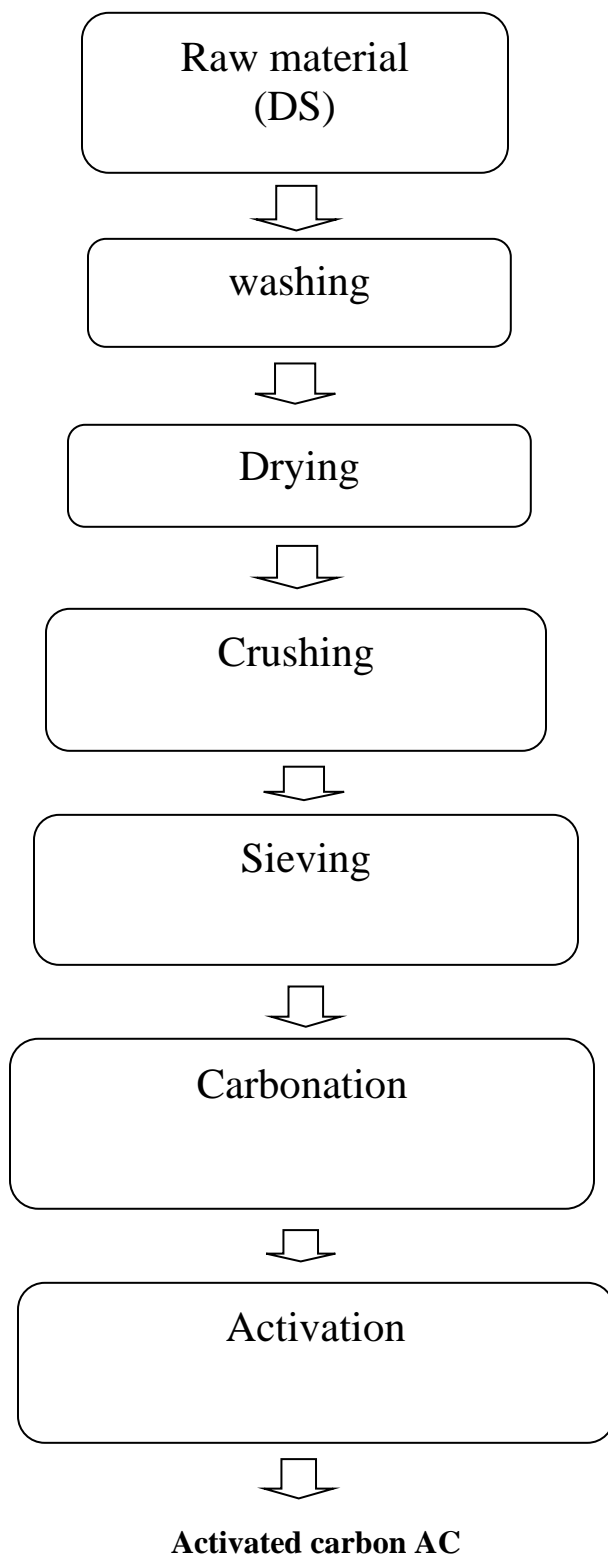 Raw material
(DS)
washing
Drying
Crushing
Sieving
Carbonation
Activation
Activated carbon AC